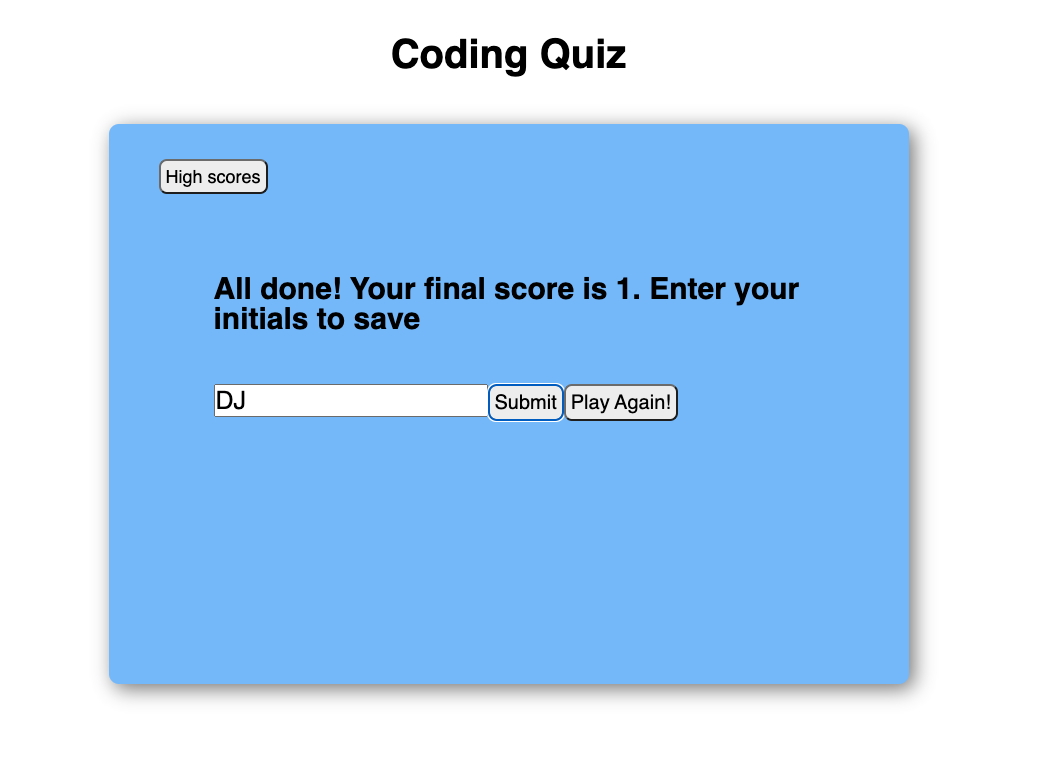 Coding Quiz
High scores
All done! Your final score is 1. Enter your
initials to save
DJ Submit Play Again!